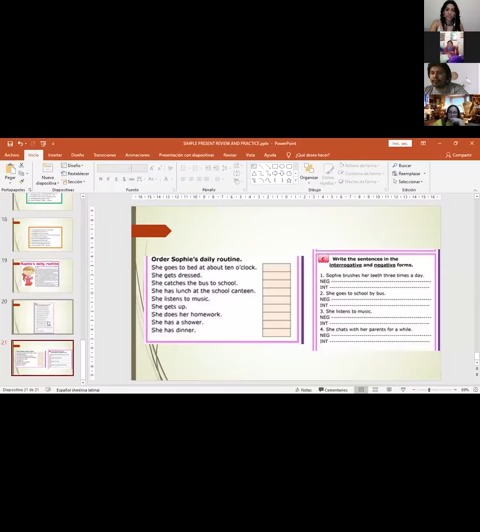 SIMPLE PRESENT REVIEW AND PRACTICE.pptx - PowerPoint
Archivo Inicio Insertar Diseño Transiciones Animaciones Presentación con diapositivas Revisar Vista Ayuda ¿Qué desea hacer? Compartir
Pegar
Nueva diapositiva
Diseño
Restablecer
Sección
Organizar
Buscar
Reemplazar
Seleccionar
Portapapeles Diapositivas Fuente Párrafo Dibujo Edición
18
19
20
21
Order Sophie's daily routine.
She goes to bed at about ten o'clock.
She gets dressed.
She catches the bus to school.
She has lunch at the school canteen.
She listens to music.
She gets up.
She does her homework.
She has a shower.
She has dinner.
Write the sentences in the
interrogative and negative forms.
1. Sophie brushes her teeth three times a day.
NEG
INT
2. She goes to school by bus.
NEG
INT
3. She listens to music.
NEG
INT
4. She chats with her parents for a while.
NEG
INT
Diapositiva 21 de 21 Español (América Latina) Notas Comentarios 69%